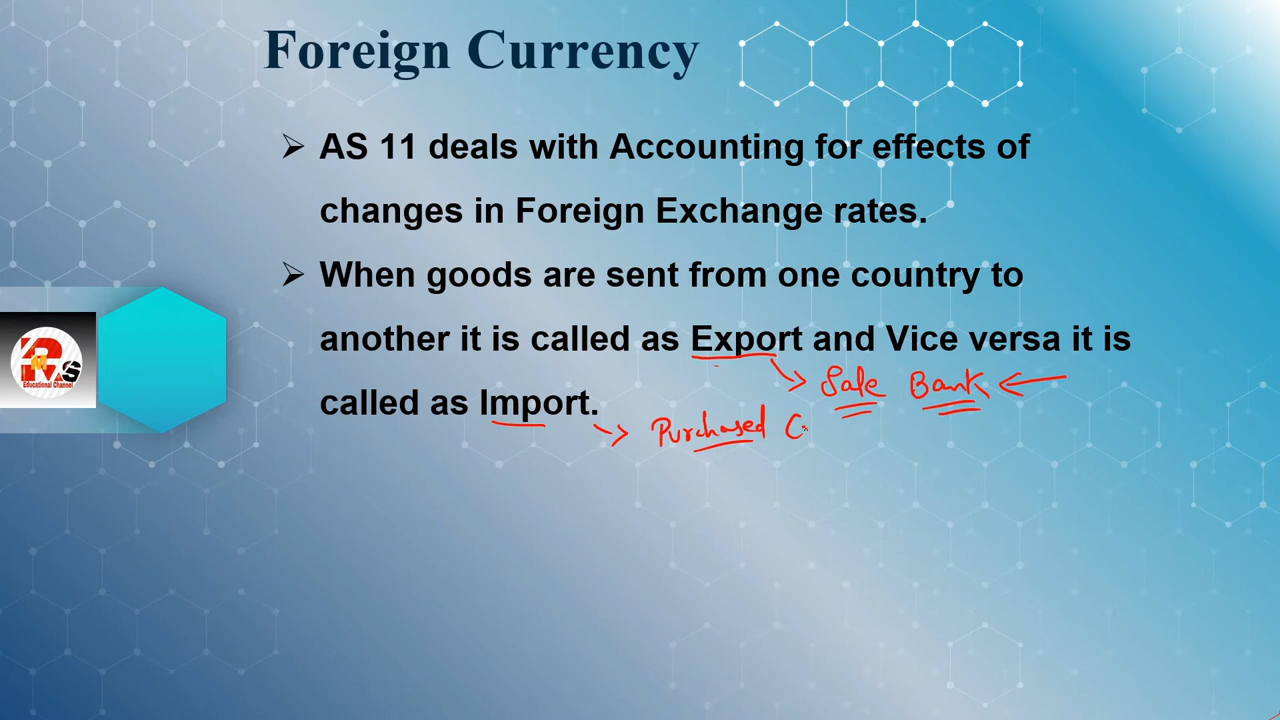 Foreign Currency
➢ AS 11 deals with Accounting for effects of
changes in Foreign Exchange rates.
➢ When goods are sent from one country to
another it is called as Export and Vice versa it is
Sale Bank
called as Import.
Purchased C
Educational Channel